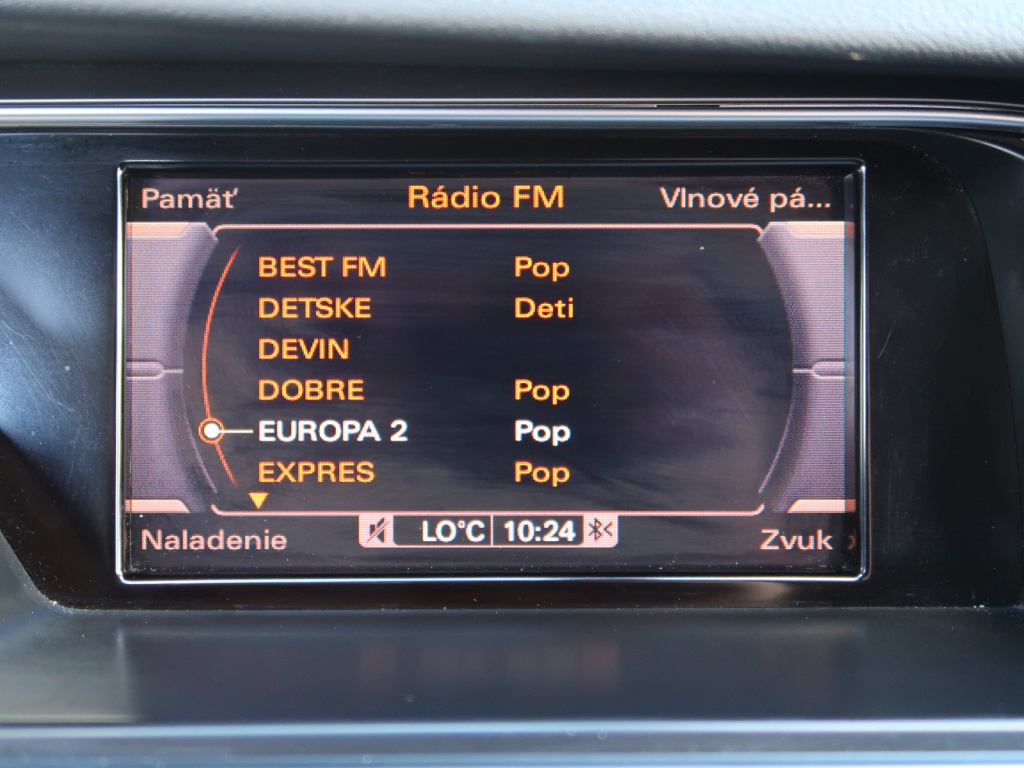 Pamäť Rádio FM Vlnové pá...
BEST FM Pop
DETSKE Deti
DEVIN
DOBRE Pop
EUROPA 2 Pop
EXPRES Pop
Naladenie LO°C 10:24 Zvuk